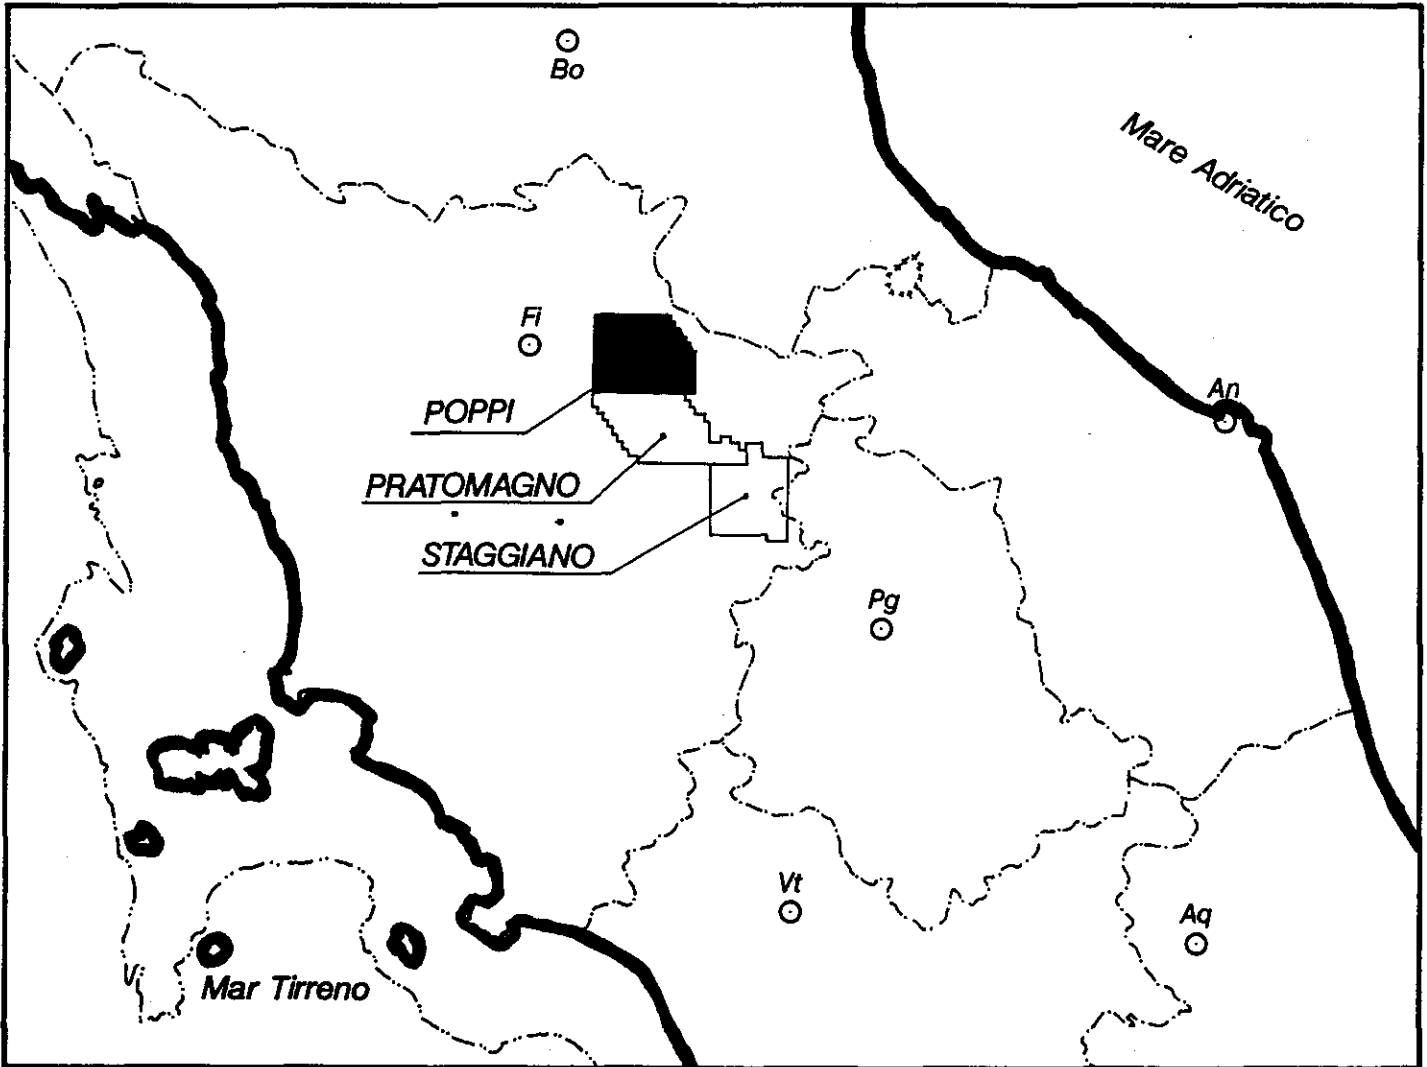 Bo
Mare Adriatico
Fi
An
POPPI
PRATOMAGNO
STAGGIANO
Pg
Vt
Aq
Mar Tirreno